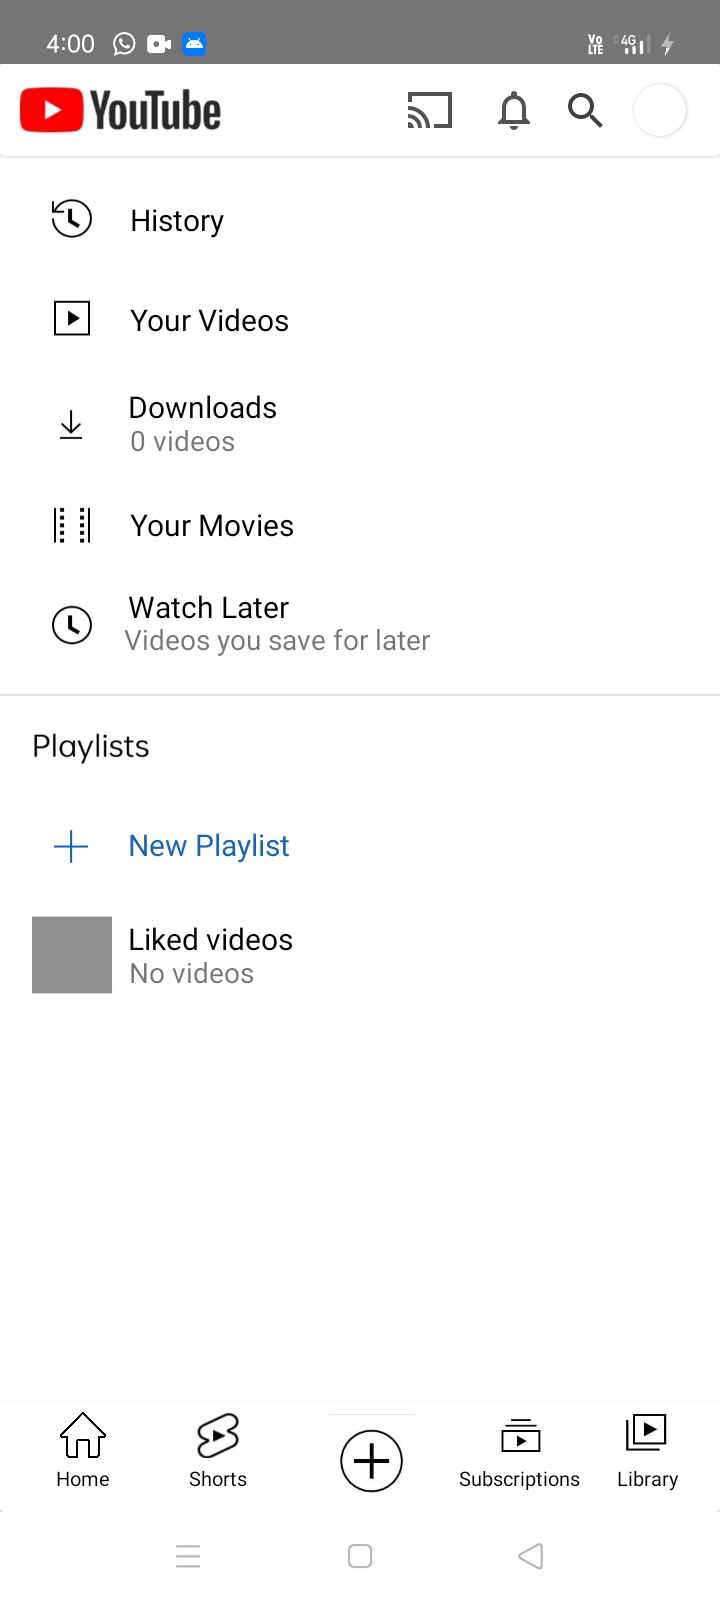 4:00
Vo LTE 4G
YouTube
History
Your Videos
Downloads
0 videos
Your Movies
Watch Later
Videos you save for later
Playlists
New Playlist
Liked videos
No videos
Home
Shorts
Subscriptions
Library